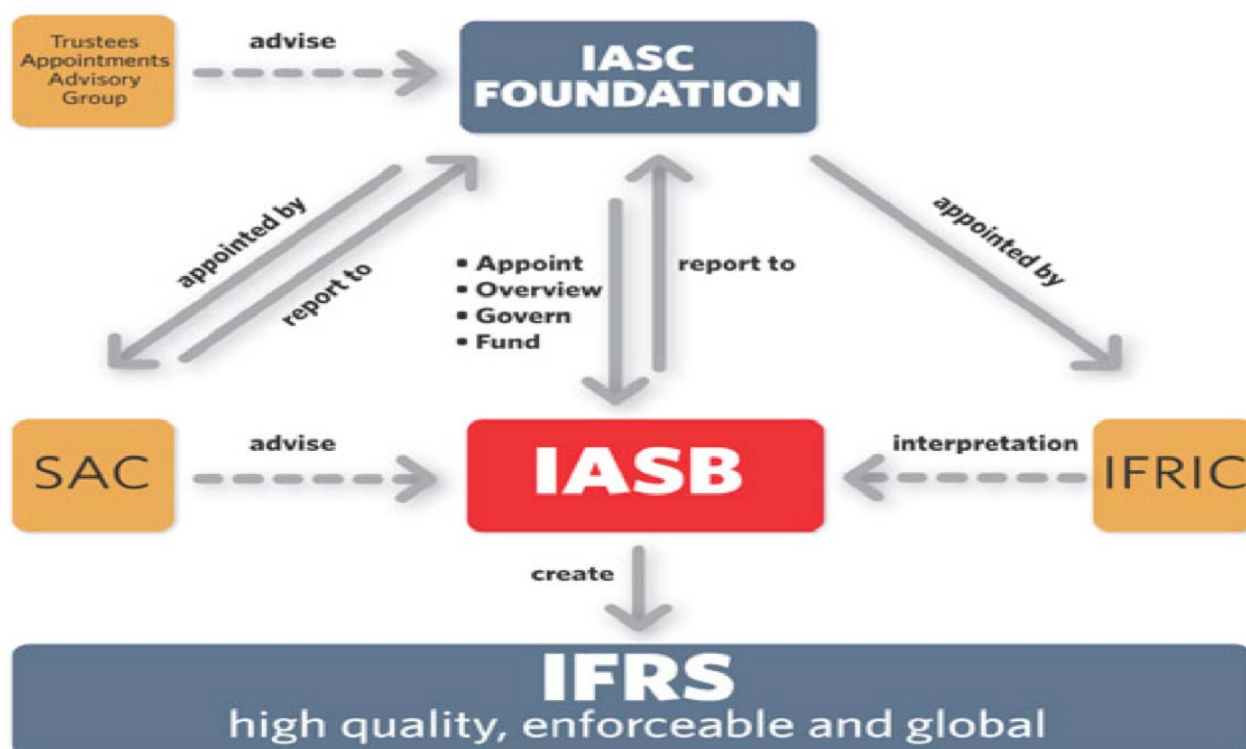 Trustees
Appointments
Advisory
Group
advise
IASC
FOUNDATION
appointed by
report to
• Appoint
• Overview
• Govern
• Fund
report to
appointed by
SAC
advise
IASB
interpretation
IFRIC
create
IFRS
high quality, enforceable and global